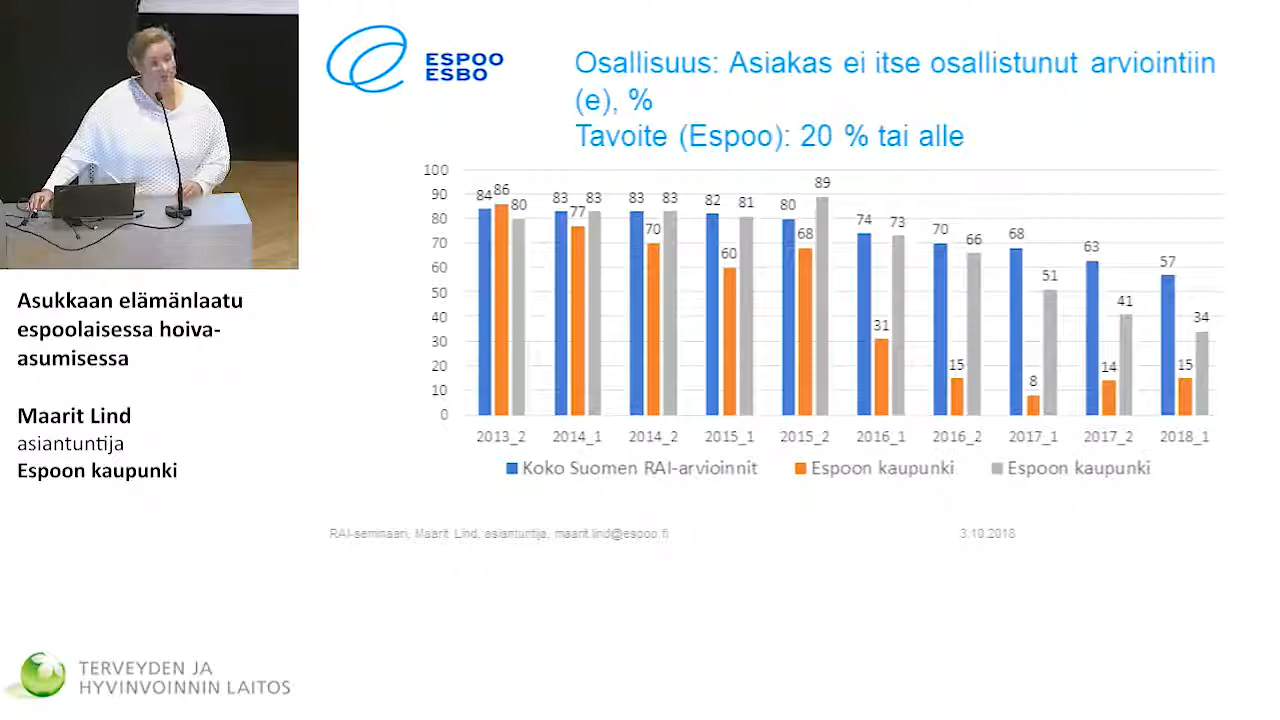 ESPOO
ESBO
Osallisuus: Asiakas ei itse osallistunut arviointiin
(e), %
Tavoite (Espoo): 20 % tai alle
100
90
80
70
60
50
40
30
20
10
0
84 86 80
83 77 83
83 70 83
82 60 81
80 68 89
74 31 73
70 15 66
68 8 51
63 14 41
57 15 34
2013_2 2014_1 2014_2 2015_1 2015_2 2016_1 2016_2 2017_1 2017_2 2018_1
Koko Suomen RAI-arvioinnit Espoon kaupunki Espoon kaupunki
RAI-seminaari, Maarit Lind, asiantuntija, maarit.lind@espoo.fi 3.10.2018
Asukkaan elämänlaatu
espoolaisessa hoiva-
asumisessa
Maarit Lind
asiantuntija
Espoon kaupunki
TERVEYDEN JA
HYVINVOINNIN LAITOS